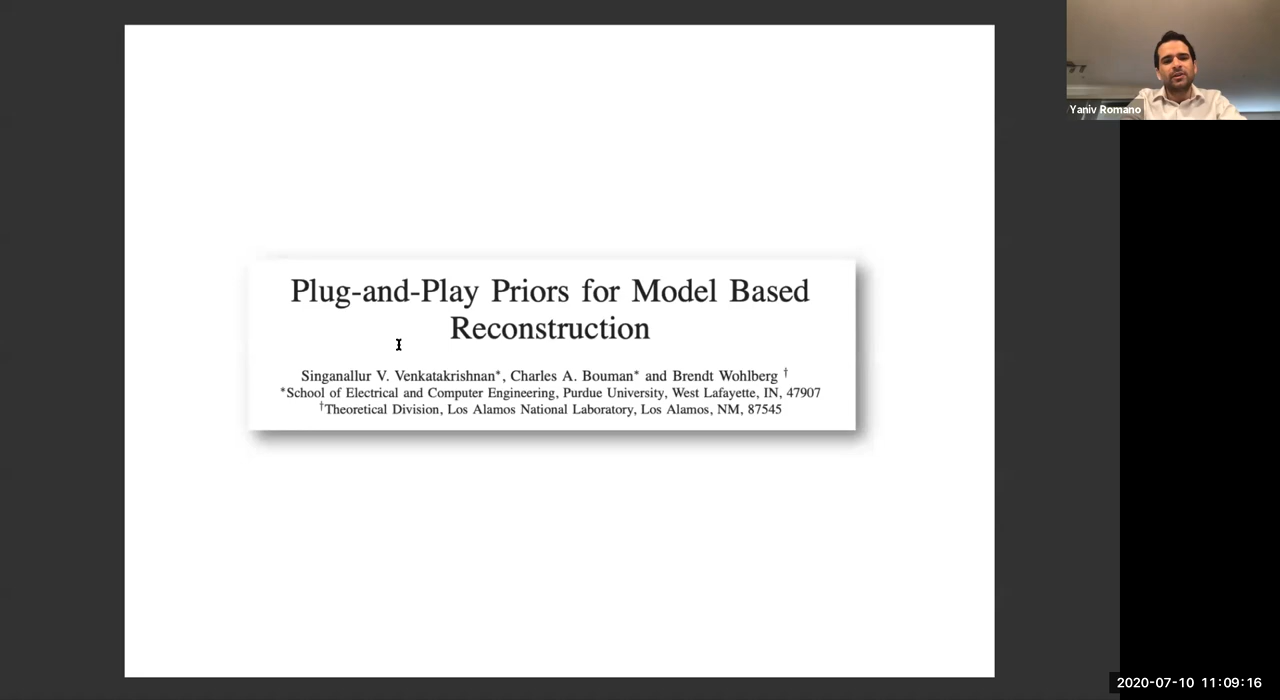 Plug-and-Play Priors for Model Based
Reconstruction
Singanallur V. Venkatakrishnan*, Charles A. Bouman* and Brendt Wohlberg †
*School of Electrical and Computer Engineering, Purdue University, West Lafayette, IN, 47907
†Theoretical Division, Los Alamos National Laboratory, Los Alamos, NM, 87545
Yaniv Romano
2020-07-10 11:09:16